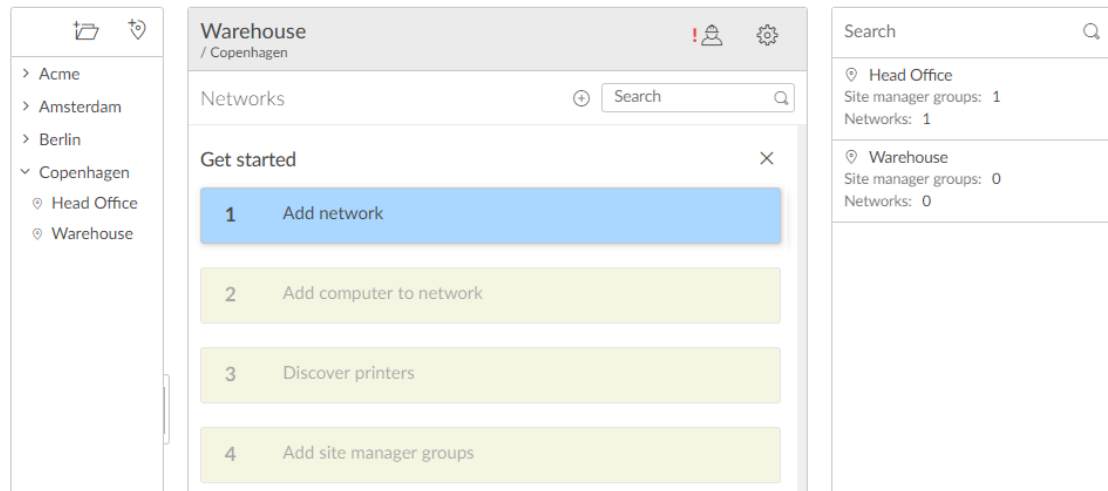 Acme
Amsterdam
Berlin
Copenhagen
Head Office
Warehouse
Warehouse
/ Copenhagen
!
Networks
Search
Get started
1 Add network
2 Add computer to network
3 Discover printers
4 Add site manager groups
Search
Head Office
Site manager groups: 1
Networks: 1
Warehouse
Site manager groups: 0
Networks: 0